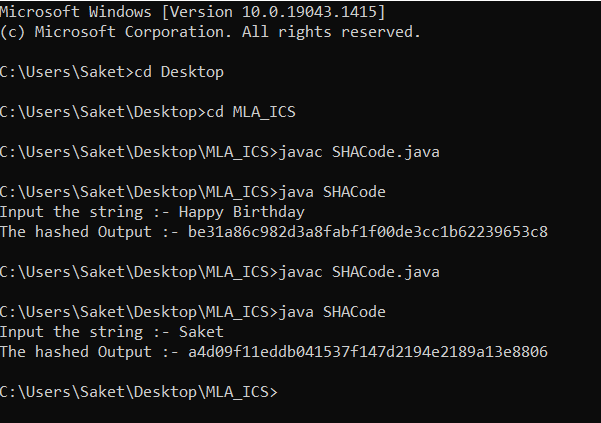 Microsoft Windows [Version 10.0.19043.1415]
(c) Microsoft Corporation. All rights reserved.
C:\Users\Saket>cd Desktop
C:\Users\Saket\Desktop>cd MLA_ICS
C:\Users\Saket\Desktop\MLA_ICS>javac SHACode.java
C:\Users\Saket\Desktop\MLA_ICS>java SHACode
Input the string :- Happy Birthday
The hashed Output :- be31a86c982d3a8fabf1f00de3cc1b62239653c8
C:\Users\Saket\Desktop\MLA_ICS>javac SHACode.java
C:\Users\Saket\Desktop\MLA_ICS>java SHACode
Input the string :- Saket
The hashed Output :- a4d09f11eddb041537f147d2194e2189a13e8806
C:\Users\Saket\Desktop\MLA_ICS>